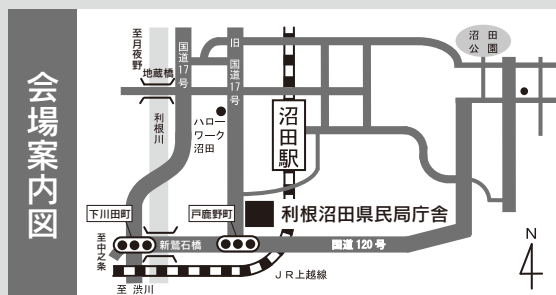 会場案内図
至月夜野
国道17号
旧
国道17号
地蔵橋
利根川
ハロー
ワーク
沼田
沼田駅
沼田
公園
下川田町
戸鹿野町
利根沼田県民局庁舎
至中之条
新鷲石橋
国道120号
JR上越線
至 渋川
N
4